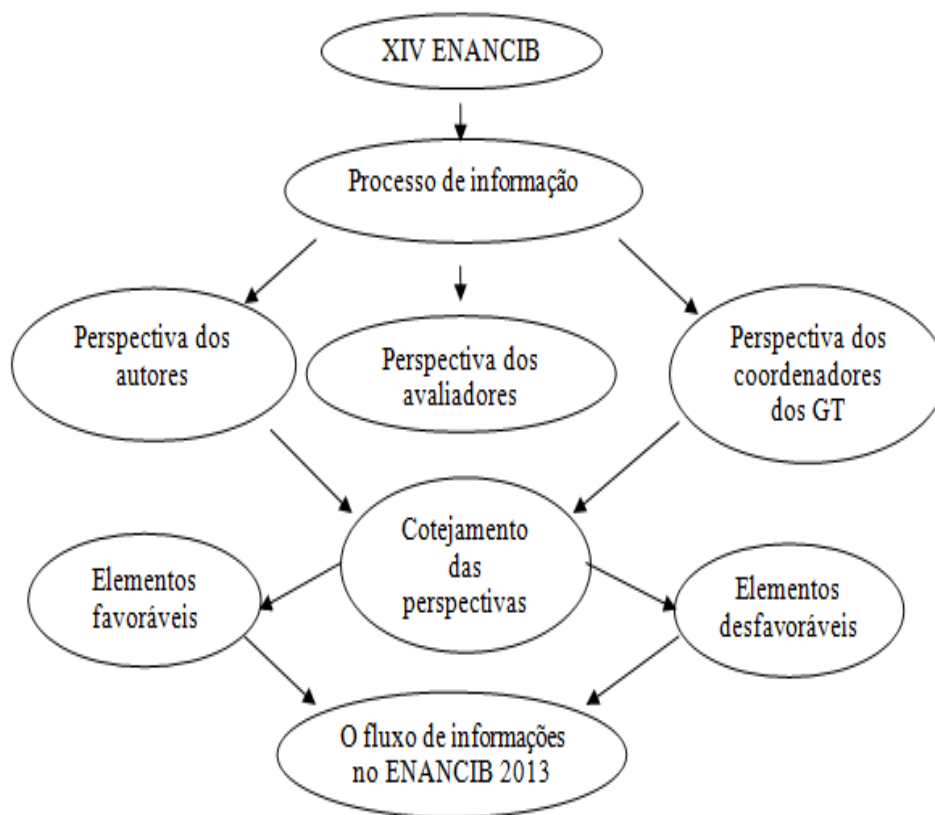 XIV ENANCIB
Processo de informação
Perspectiva dos
autores
Perspectiva dos
avaliadores
Perspectiva dos
coordenadores
dos GT
Cotejamento
das
perspectivas
Elementos
favoráveis
Elementos
desfavoráveis
O fluxo de informações
no ENANCIB 2013